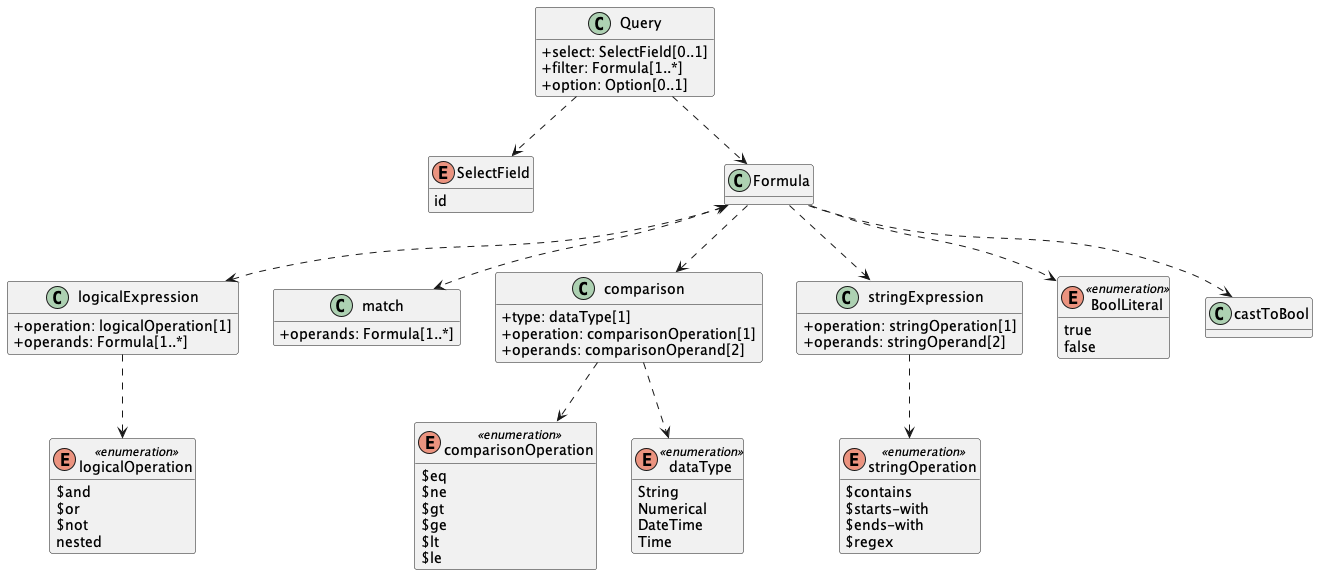 C Query
+select: SelectField[0..1]
+filter: Formula[1..*]
+option: Option[0..1]
E SelectField
id
C Formula
C logicalExpression
+operation: logicalOperation[1]
+operands: Formula[1..*]
C match
+operands: Formula[1..*]
C comparison
+type: dataType[1]
+operation: comparisonOperation[1]
+operands: comparisonOperand[2]
C stringExpression
+operation: stringOperation[1]
+operands: stringOperand[2]
E «enumeration»
BoolLiteral
true
false
C castToBool
E «enumeration»
logicalOperation
$and
$or
$not
nested
E «enumeration»
comparisonOperation
$eq
$ne
$gt
$ge
$lt
$le
E «enumeration»
dataType
String
Numerical
DateTime
Time
E «enumeration»
stringOperation
$contains
$starts-with
$ends-with
$regex